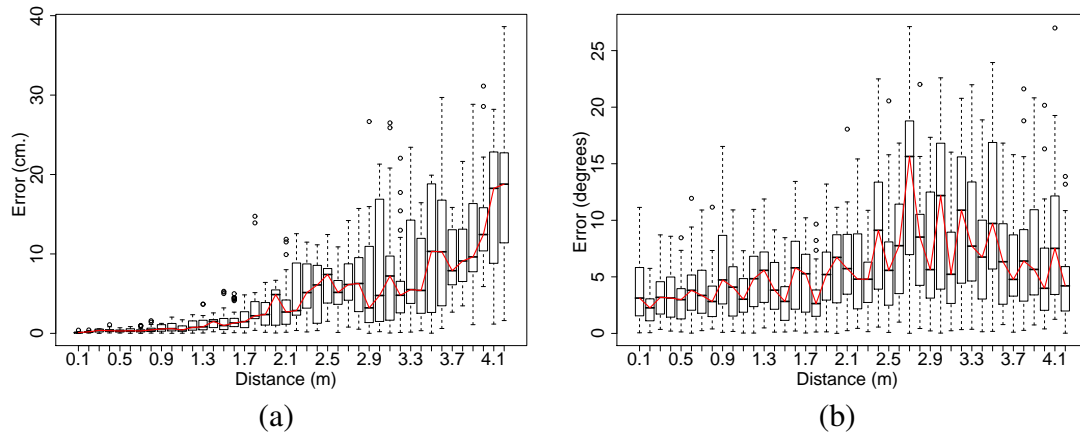 0 10 20 30 40
Error (cm.)
0.1 0.5 0.9 1.3 1.7 2.1 2.5 2.9 3.3 3.7 4.1
Distance (m)
(a)
0 5 10 15 20 25
Error (degrees)
0.1 0.5 0.9 1.3 1.7 2.1 2.5 2.9 3.3 3.7 4.1
Distance (m)
(b)